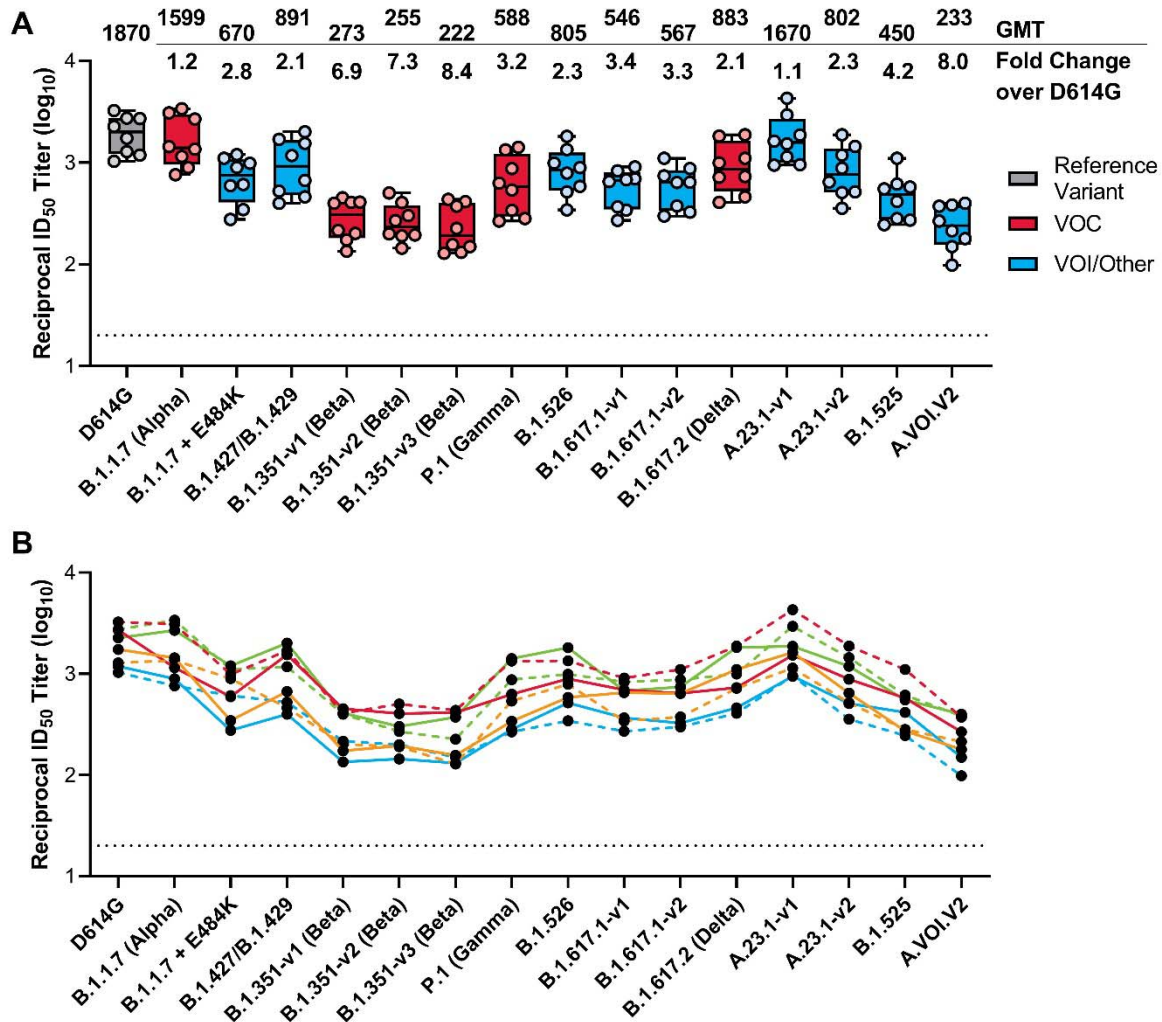 A
1870 1599 670 891 273 255 222 588 805 546 567 883 1670 802 450 233 GMT
1.2 2.8 2.1 6.9 7.3 8.4 3.2 2.3 3.4 3.3 2.1 1.1 2.3 4.2 8.0 Fold Change
over D614G
Reciprocal ID50 Titer (log10)
4
3
2
1
Reference
Variant
VOC
VOI/Other
D614G
B.1.1.7 (Alpha)
B.1.1.7 + E484K
B.1.427/B.1.429
B.1.351-v1 (Beta)
B.1.351-v2 (Beta)
B.1.351-v3 (Beta)
P.1 (Gamma)
B.1.526
B.1.617.1-v1
B.1.617.1-v2
B.1.617.2 (Delta)
A.23.1-v1
A.23.1-v2
B.1.525
A.VOI.V2
B
Reciprocal ID50 Titer (log10)
4
3
2
1
D614G
B.1.1.7 (Alpha)
B.1.1.7 + E484K
B.1.427/B.1.429
B.1.351-v1 (Beta)
B.1.351-v2 (Beta)
B.1.351-v3 (Beta)
P.1 (Gamma)
B.1.526
B.1.617.1-v1
B.1.617.1-v2
B.1.617.2 (Delta)
A.23.1-v1
A.23.1-v2
B.1.525
A.VOI.V2